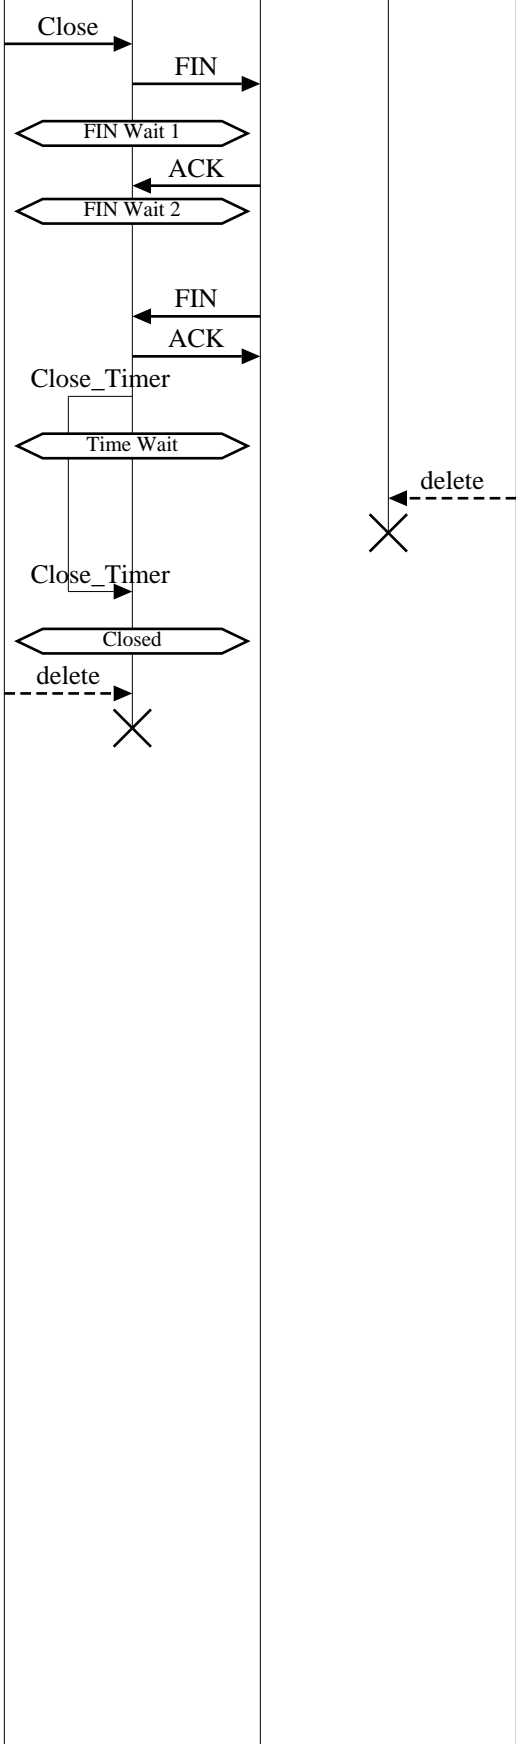 Close
FIN
FIN Wait 1
ACK
FIN Wait 2
FIN
ACK
Close_Timer
Time Wait
delete
Close_Timer
Closed
delete